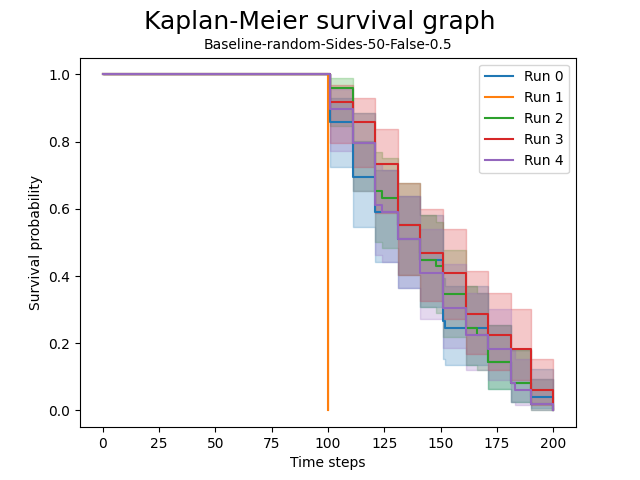 Kaplan-Meier survival graph
Baseline-random-Sides-50-False-0.5
Run 0
Run 1
Run 2
Run 3
Run 4
Survival probability
1.0
0.8
0.6
0.4
0.2
0.0
0 25 50 75 100 125 150 175 200
Time steps